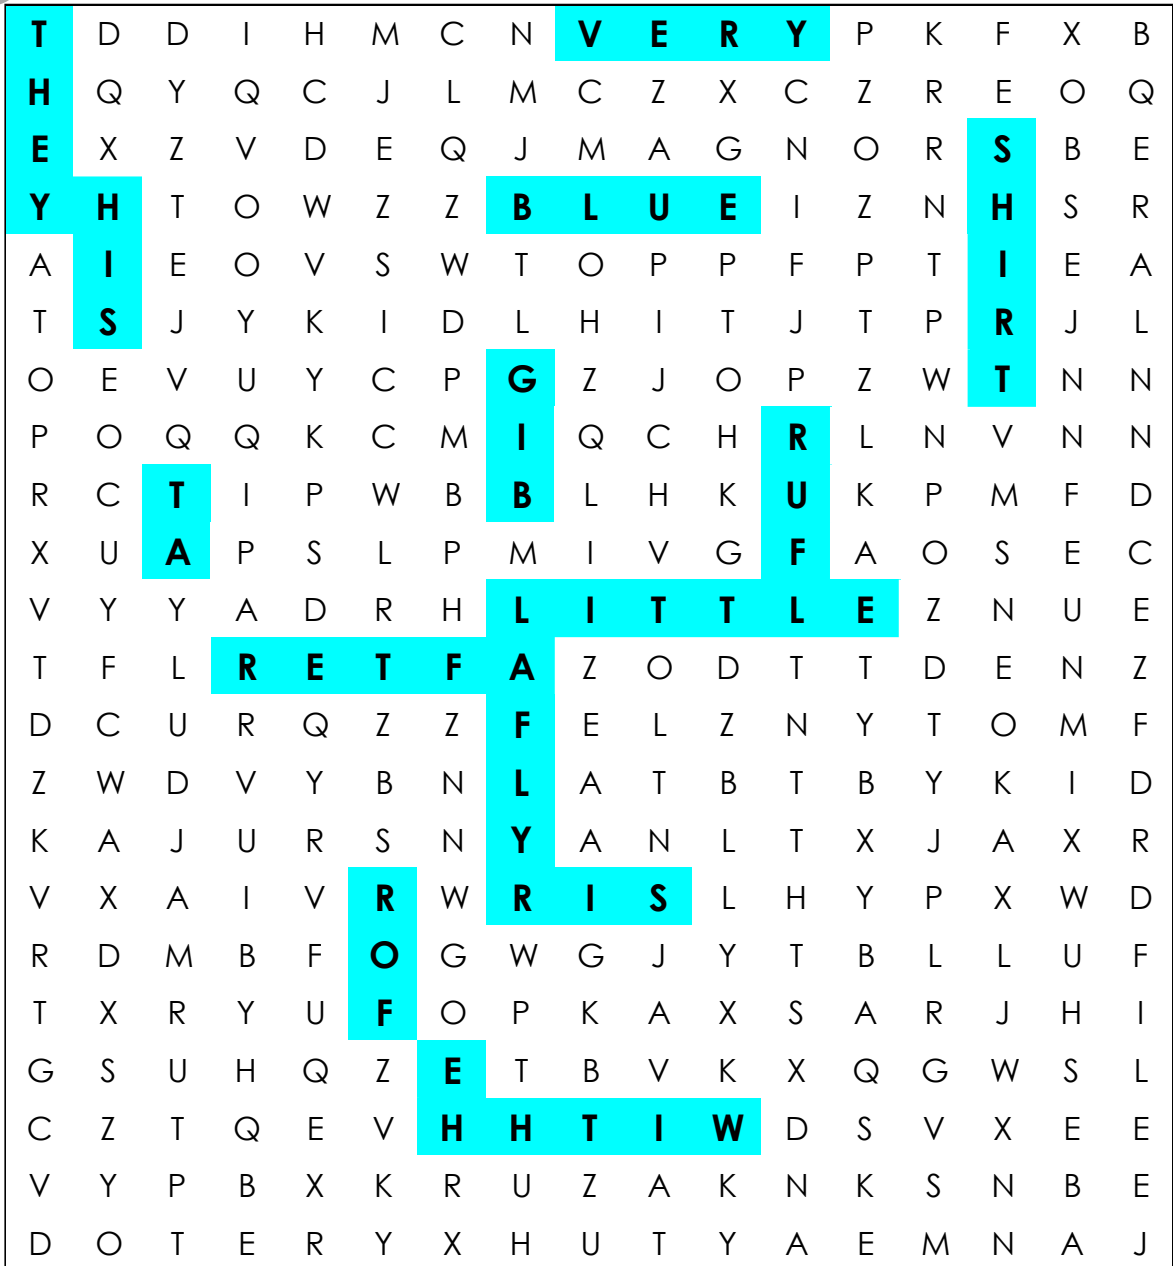 T D D I H M C N V E R Y P K F X B
H Q Y Q C J L M C Z X C Z R E O Q
E X Z V D E Q J M A G N O R S B E
Y H T O W Z Z B L U E I Z N H S R
A I E O V S W T O P P F P T I E A
T S J Y K I D L H I T J T P R J L
O E V U Y C P G Z J O P Z W T N N
P O Q Q K C M I Q C H R L N V N N
R C T I P W B B L H K U K P M F D
X U A P S L P M I V G F A O S E C
V Y Y A D R H L I T T L E Z N U E
T F L R E T F A Z O D T T D E N Z
D C U R Q Z Z F E L Z N Y T O M F
Z W D V Y B N L A T B T B Y K I D
K A J U R S N Y A N L T X J A X R
V X A I V R W R I S L H Y P X W D
R D M B F O G W G J Y T B L L U F
T X R Y U F O P K A X S A R J H I
G S U H Q Z E T B V K X Q G W S L
C Z T Q E V H H T I W D S V X E E
V Y P B X K R U Z A K N K S N B E
D O T E R Y X H U T Y A E M N A J